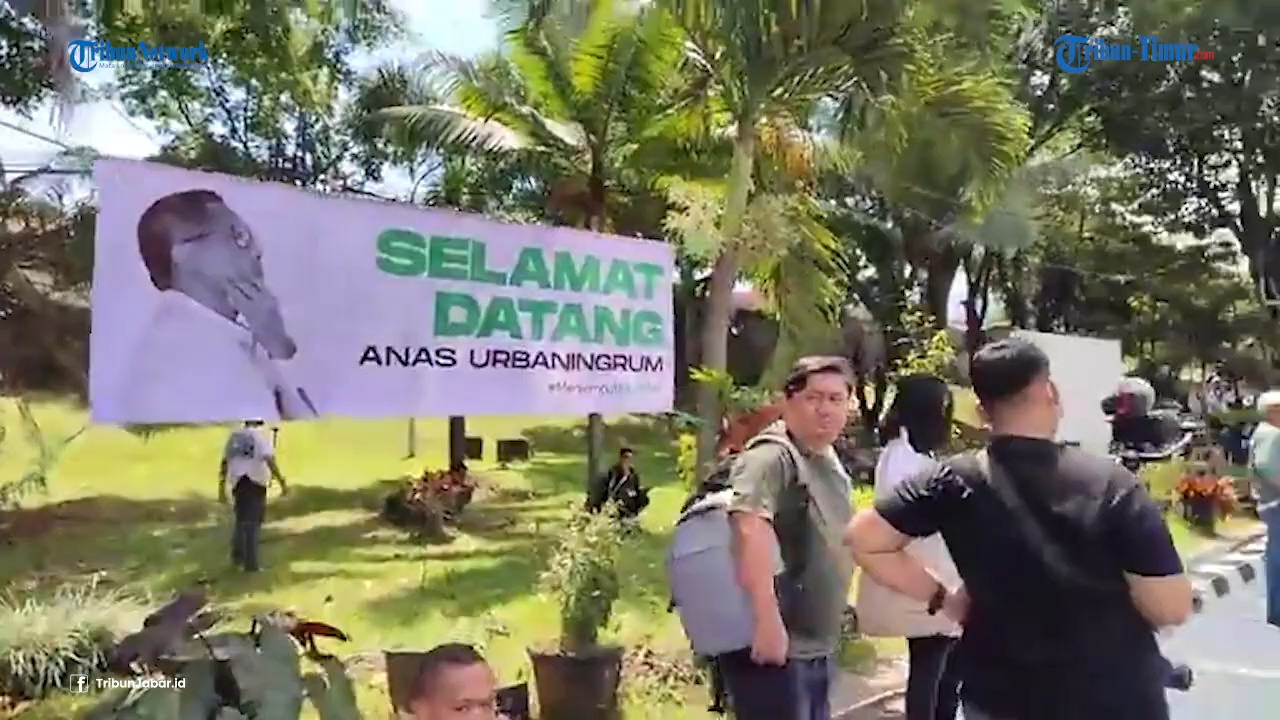 Tribun Network
Tribun-Timur.com
SELAMAT
DATANG
ANAS URBANINGRUM
TribunJabar.id